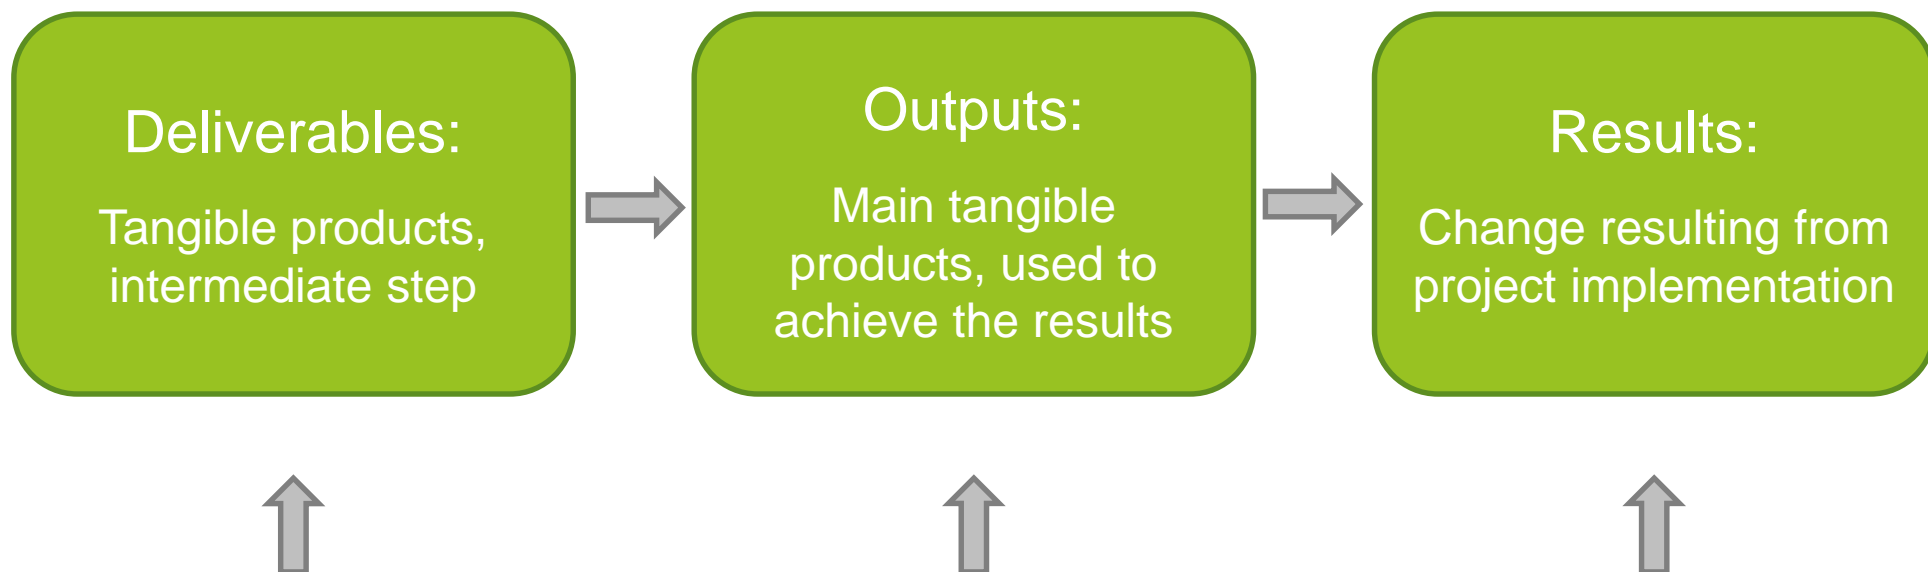 Deliverables:
Tangible products,
intermediate step
Outputs:
Main tangible
products, used to
achieve the results
Results:
Change resulting from
project implementation